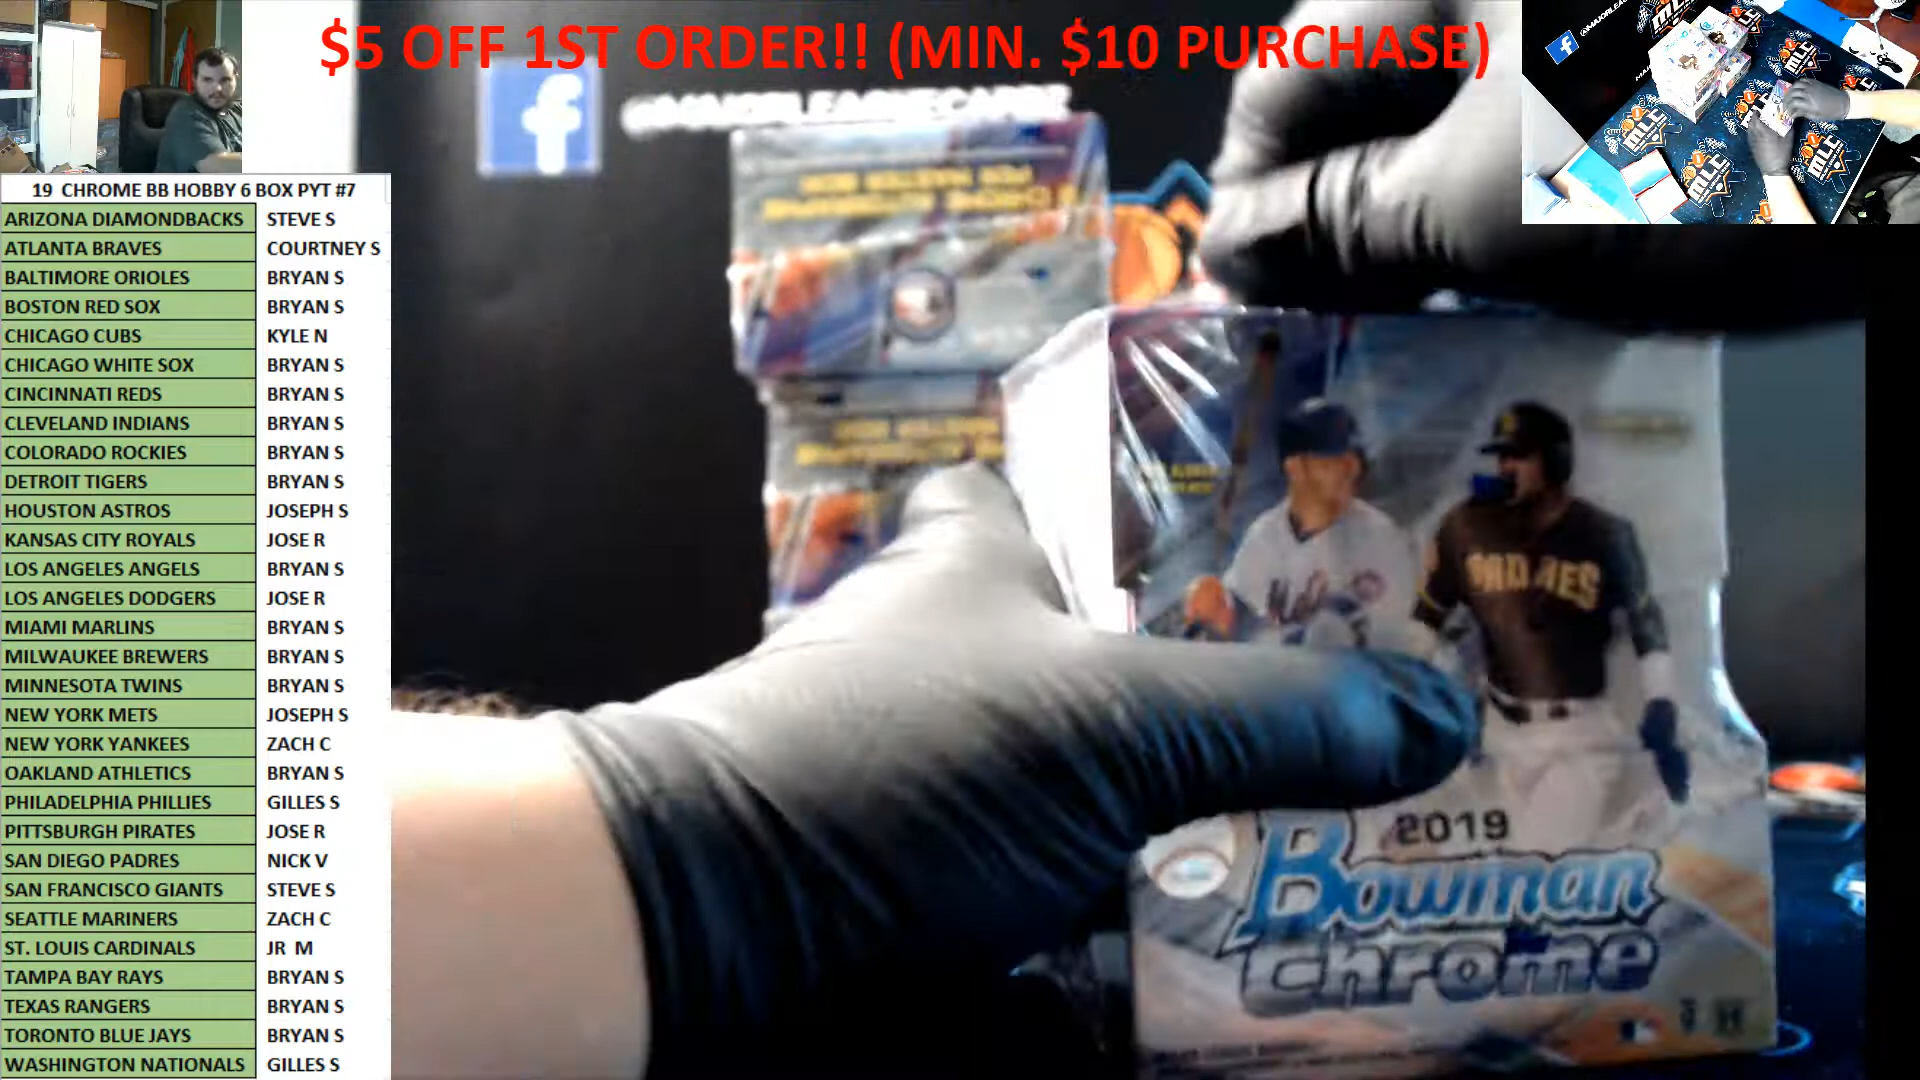 $5 OFF 1ST ORDER!! (MIN. $10 PURCHASE)
@MAJORLEAGUECARDZ
19 CHROME BB HOBBY 6 BOX PYT #7
ARIZONA DIAMONDBACKS STEVE S
ATLANTA BRAVES COURTNEY S
BALTIMORE ORIOLES BRYAN S
BOSTON RED SOX BRYAN S
CHICAGO CUBS KYLE N
CHICAGO WHITE SOX BRYAN S
CINCINNATI REDS BRYAN S
CLEVELAND INDIANS BRYAN S
COLORADO ROCKIES BRYAN S
DETROIT TIGERS BRYAN S
HOUSTON ASTROS JOSEPH S
KANSAS CITY ROYALS JOSE R
LOS ANGELES ANGELS BRYAN S
LOS ANGELES DODGERS JOSE R
MIAMI MARLINS BRYAN S
MILWAUKEE BREWERS BRYAN S
MINNESOTA TWINS BRYAN S
NEW YORK METS JOSEPH S
NEW YORK YANKEES ZACH C
OAKLAND ATHLETICS BRYAN S
PHILADELPHIA PHILLIES GILLES S
PITTSBURGH PIRATES JOSE R
SAN DIEGO PADRES NICK V
SAN FRANCISCO GIANTS STEVE S
SEATTLE MARINERS ZACH C
ST. LOUIS CARDINALS JR M
TAMPA BAY RAYS BRYAN S
TEXAS RANGERS BRYAN S
TORONTO BLUE JAYS BRYAN S
WASHINGTON NATIONALS GILLES S
PADRES
2019
Bowman
Chrome
MLC
MLC
MLC
MLC